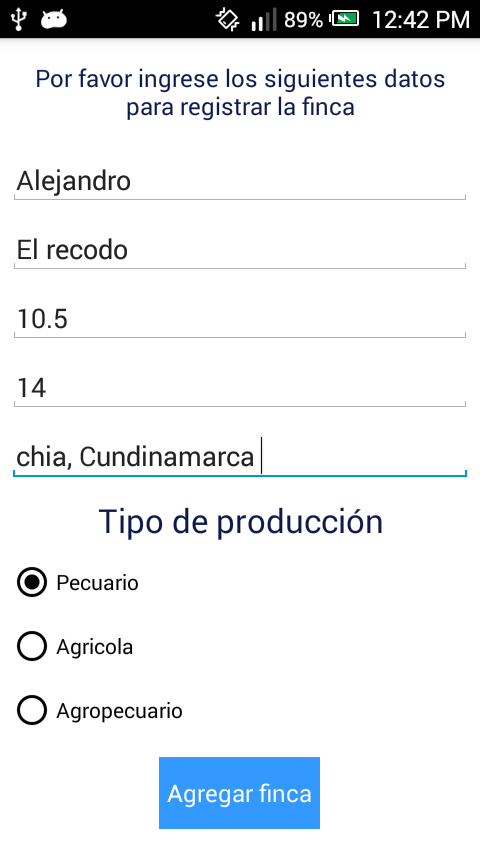 89% 12:42 PM
Por favor ingrese los siguientes datos
para registrar la finca
Alejandro
El recodo
10.5
14
chia, Cundinamarca
Tipo de producción
Pecuario
Agricola
Agropecuario
Agregar finca